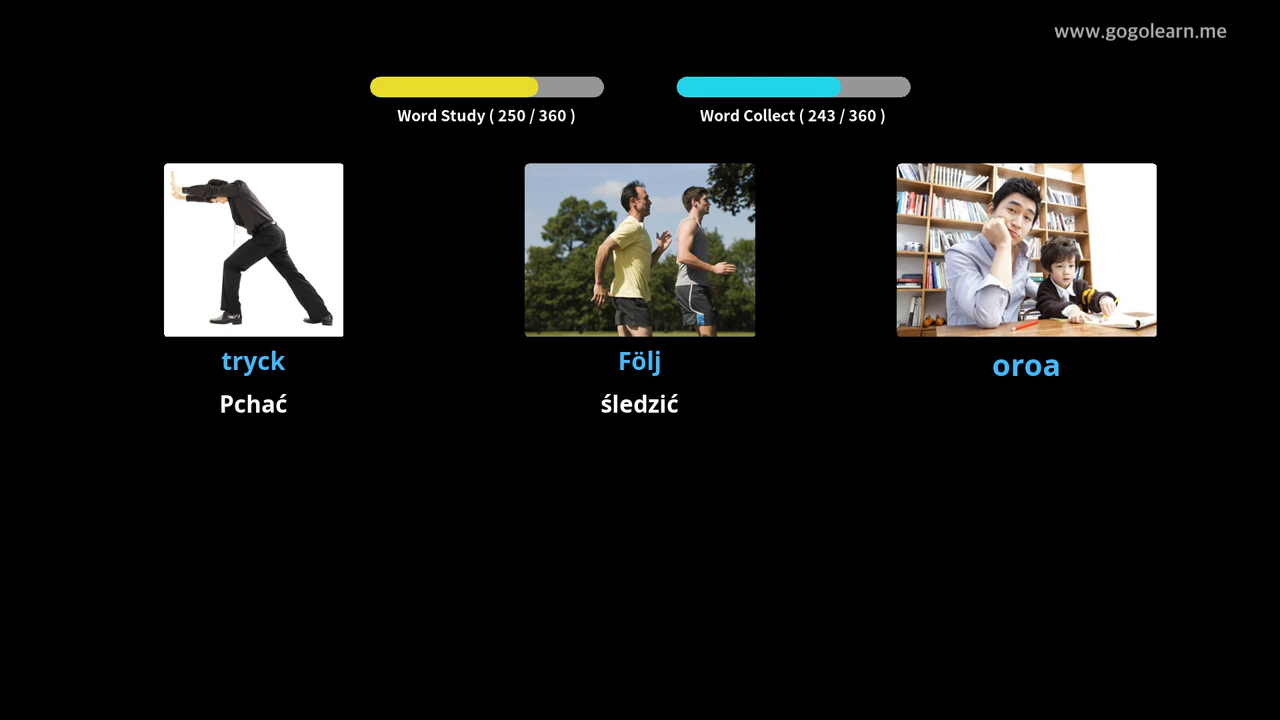 www.gogolearn.me
Word Study ( 250 / 360 )
Word Collect ( 243 / 360 )
tryck
Följ
oroa
Pchać
śledzić